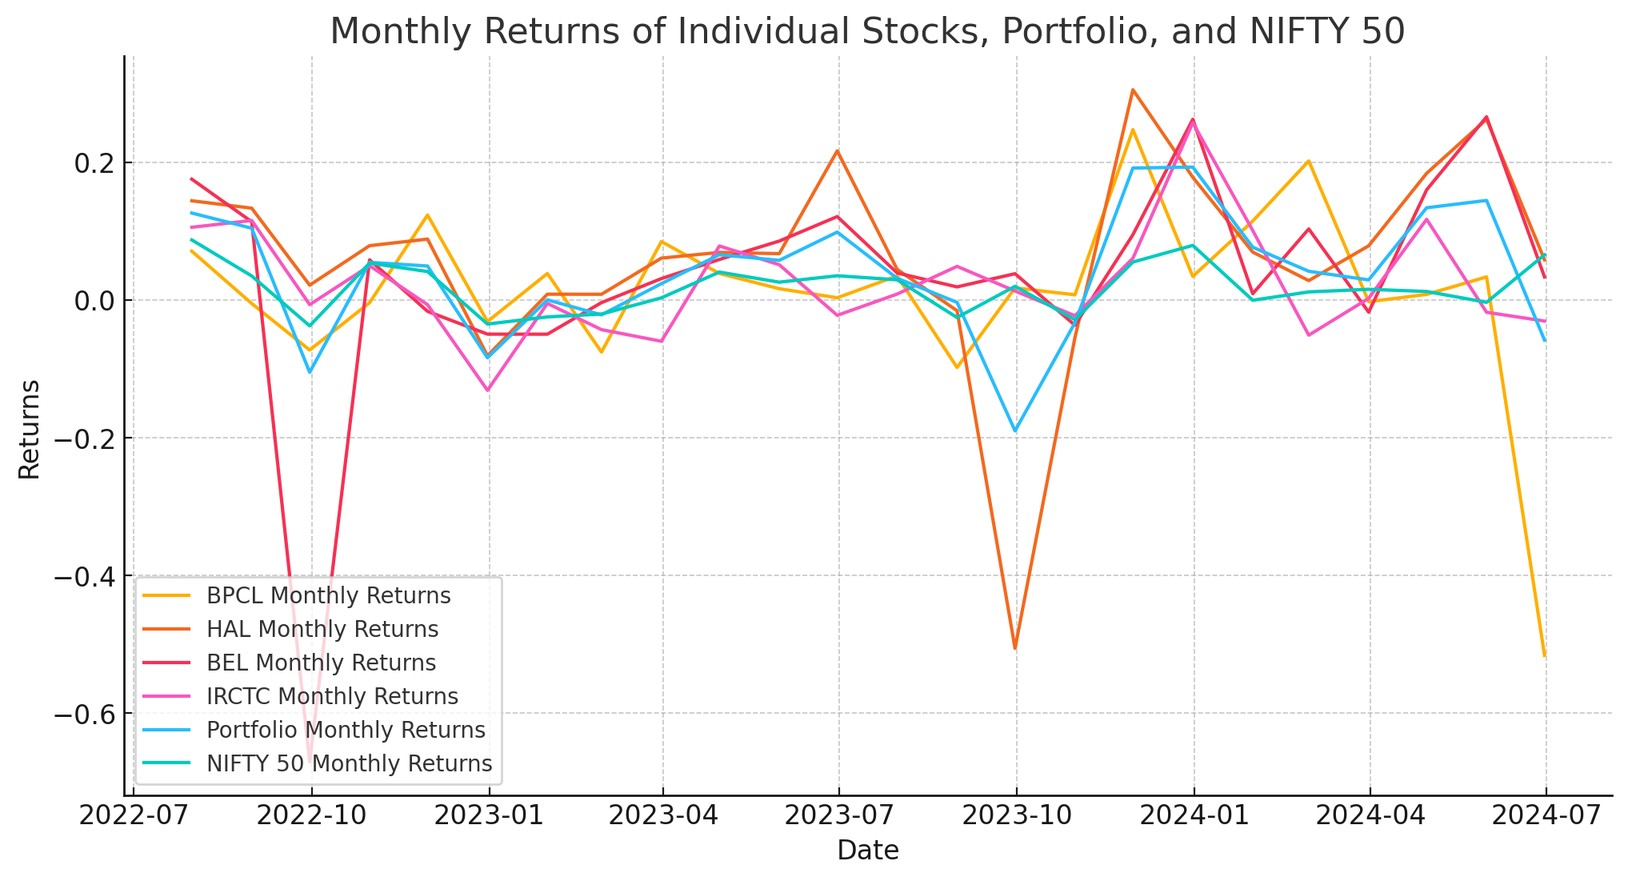 Monthly Returns of Individual Stocks, Portfolio, and NIFTY 50
Returns
0.2
0.0
−0.2
−0.4
−0.6
BPCL Monthly Returns
HAL Monthly Returns
BEL Monthly Returns
IRCTC Monthly Returns
Portfolio Monthly Returns
NIFTY 50 Monthly Returns
2022-07 2022-10 2023-01 2023-04 2023-07 2023-10 2024-01 2024-04 2024-07
Date